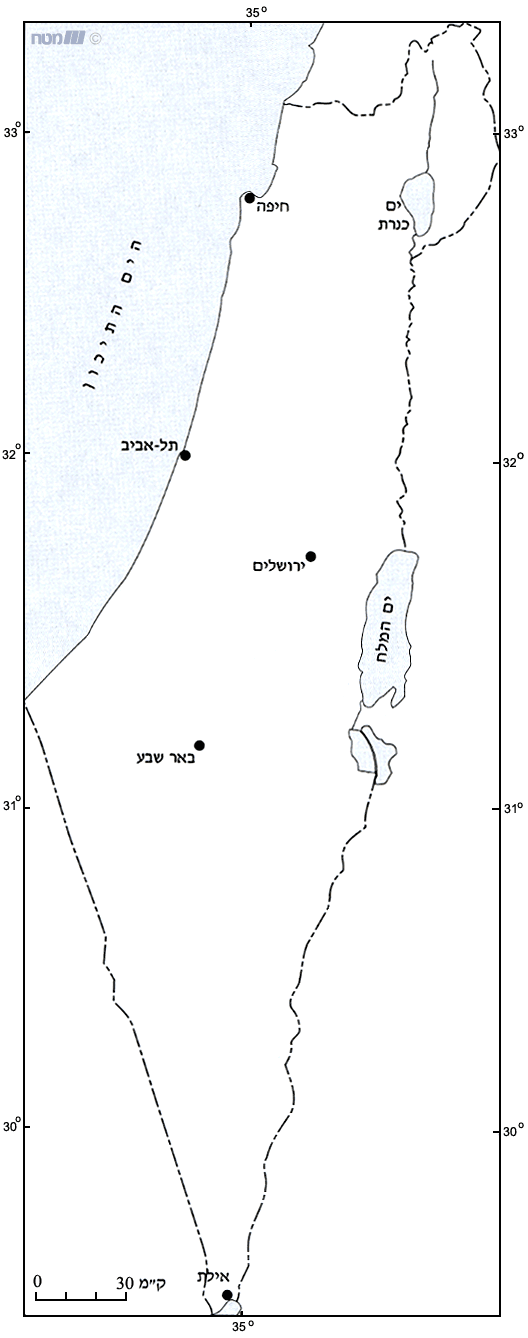 35°
© מטח
33°
33°
חיפה
ים
כנרת
הים התיכון
תל-אביב
32°
32°
ירושלים
ים המלח
באר שבע
31°
31°
30°
30°
אילת
0 30 ק״מ
35°